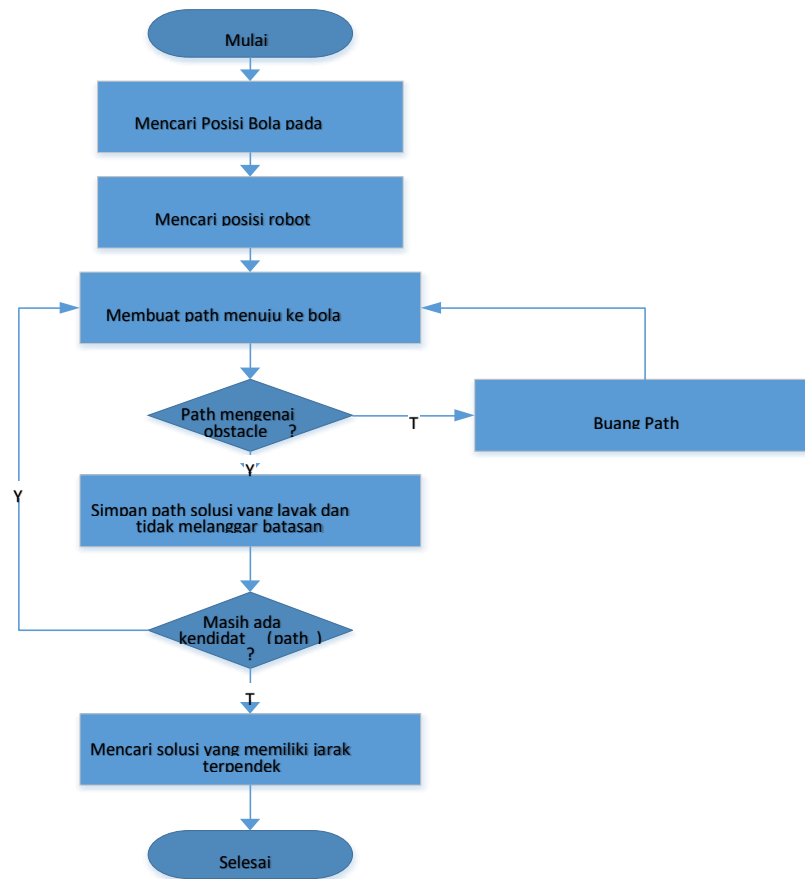 Mulai
Mencari Posisi Bola pada
Mencari posisi robot
Membuat path menuju ke bola
Path mengenai
obstacle ?
T
Buang Path
Y
Y
Simpan path solusi yang layak dan
tidak melanggar batasan
Masih ada
kendidat (path )
?
T
Mencari solusi yang memiliki jarak
terpendek
Selesai